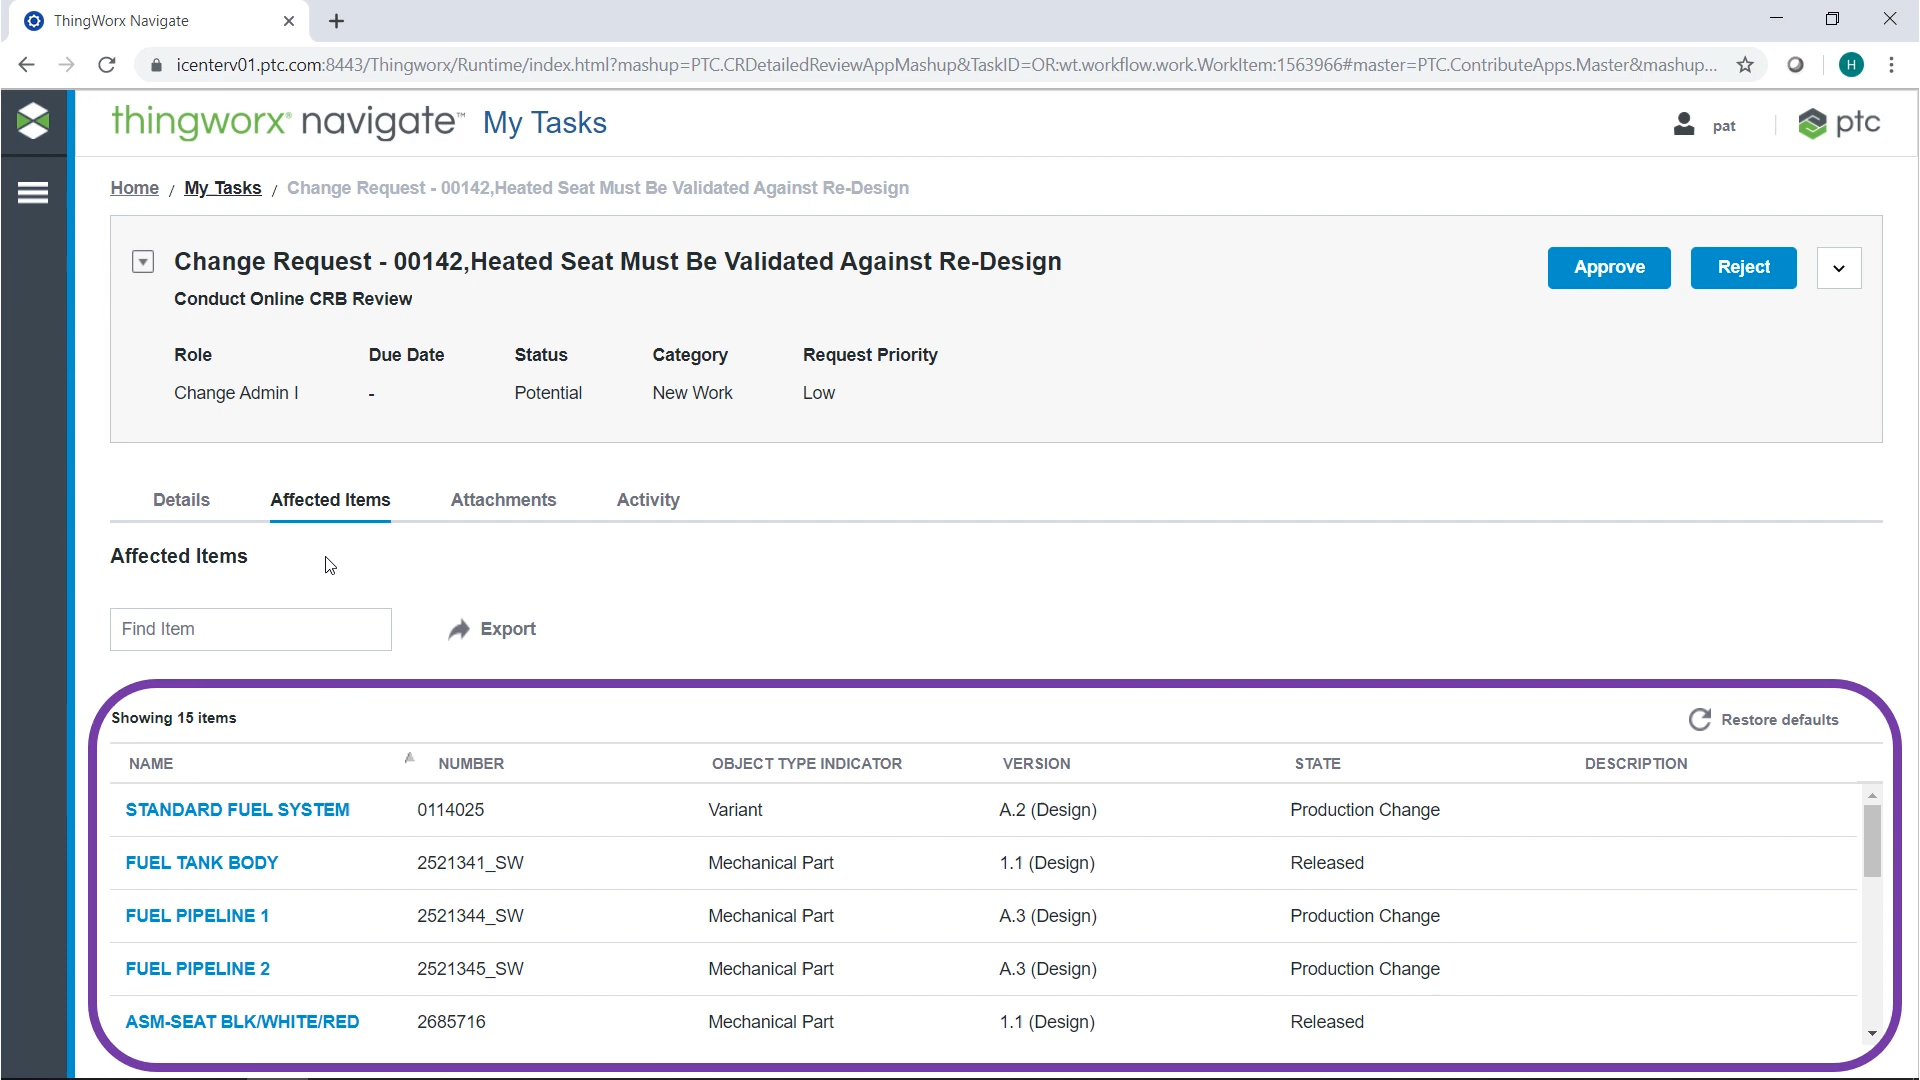 ThingWorx Navigate
icenterv01.ptc.com:8443/Thingworx/Runtime/index.html?mashup=PTC.CRDetailedReviewAppMashup&TaskID=OR:wt.workflow.work.WorkItem:1563966#master=PTC.ContributeApps.Master&mashup...
H
thingworx® navigate™ My Tasks
pat
ptc
Home / My Tasks / Change Request - 00142,Heated Seat Must Be Validated Against Re-Design
Change Request - 00142,Heated Seat Must Be Validated Against Re-Design
Approve Reject
Conduct Online CRB Review
Role Due Date Status Category Request Priority
Change Admin I - Potential New Work Low
Details Affected Items Attachments Activity
Affected Items
Find Item Export
Showing 15 items Restore defaults
NAME NUMBER OBJECT TYPE INDICATOR VERSION STATE DESCRIPTION
STANDARD FUEL SYSTEM 0114025 Variant A.2 (Design) Production Change
FUEL TANK BODY 2521341_SW Mechanical Part 1.1 (Design) Released
FUEL PIPELINE 1 2521344_SW Mechanical Part A.3 (Design) Production Change
FUEL PIPELINE 2 2521345_SW Mechanical Part A.3 (Design) Production Change
ASM-SEAT BLK/WHITE/RED 2685716 Mechanical Part 1.1 (Design) Released